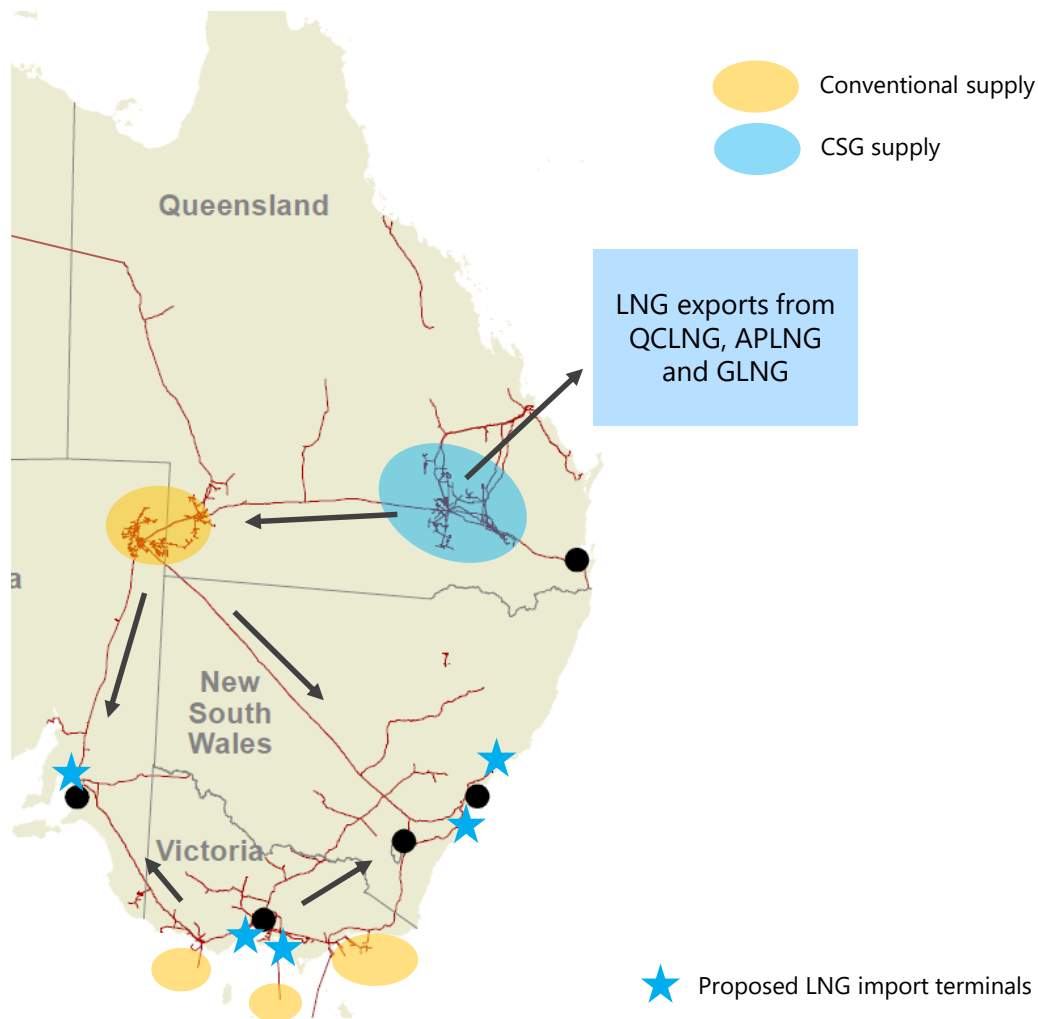 Conventional supply
CSG supply
Queensland
LNG exports from
QCLNG, APLNG
and GLNG
a
New
South
Wales
Victoria
Proposed LNG import terminals